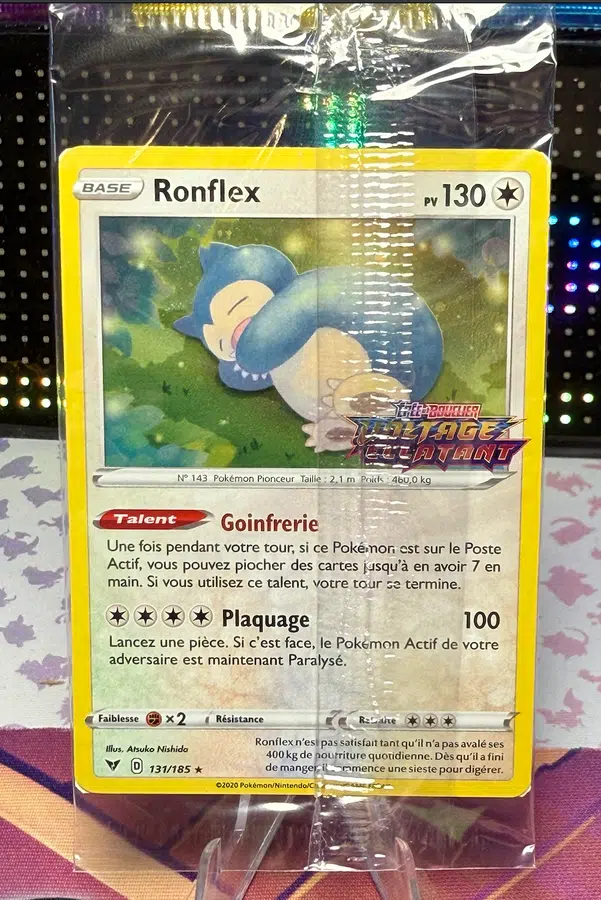 BASE Ronflex PV 130
ÉPÉE ET BOUCLIER
VOLTAGE
ÉCLATANT
N° 143 Pokémon Pionceur Taille : 2,1 m Poids : 460,0 kg
Talent Goinfrerie
Une fois pendant votre tour, si ce Pokémon est sur le Poste
Actif, vous pouvez piocher des cartes jusqu'à en avoir 7 en
main. Si vous utilisez ce talent, votre tour se termine.
Plaquage 100
Lancez une pièce. Si c'est face, le Pokémon Actif de votre
adversaire est maintenant Paralysé.
Faiblesse ×2 Résistance Retraite
Illus. Atsuko Nishida
D 131/185 ★
Ronflex n'est pas satisfait tant qu'il n'a pas avalé ses
400 kg de nourriture quotidienne. Dès qu'il a fini
de manger, il commence une sieste pour digérer.
©2020 Pokémon/Nintendo/